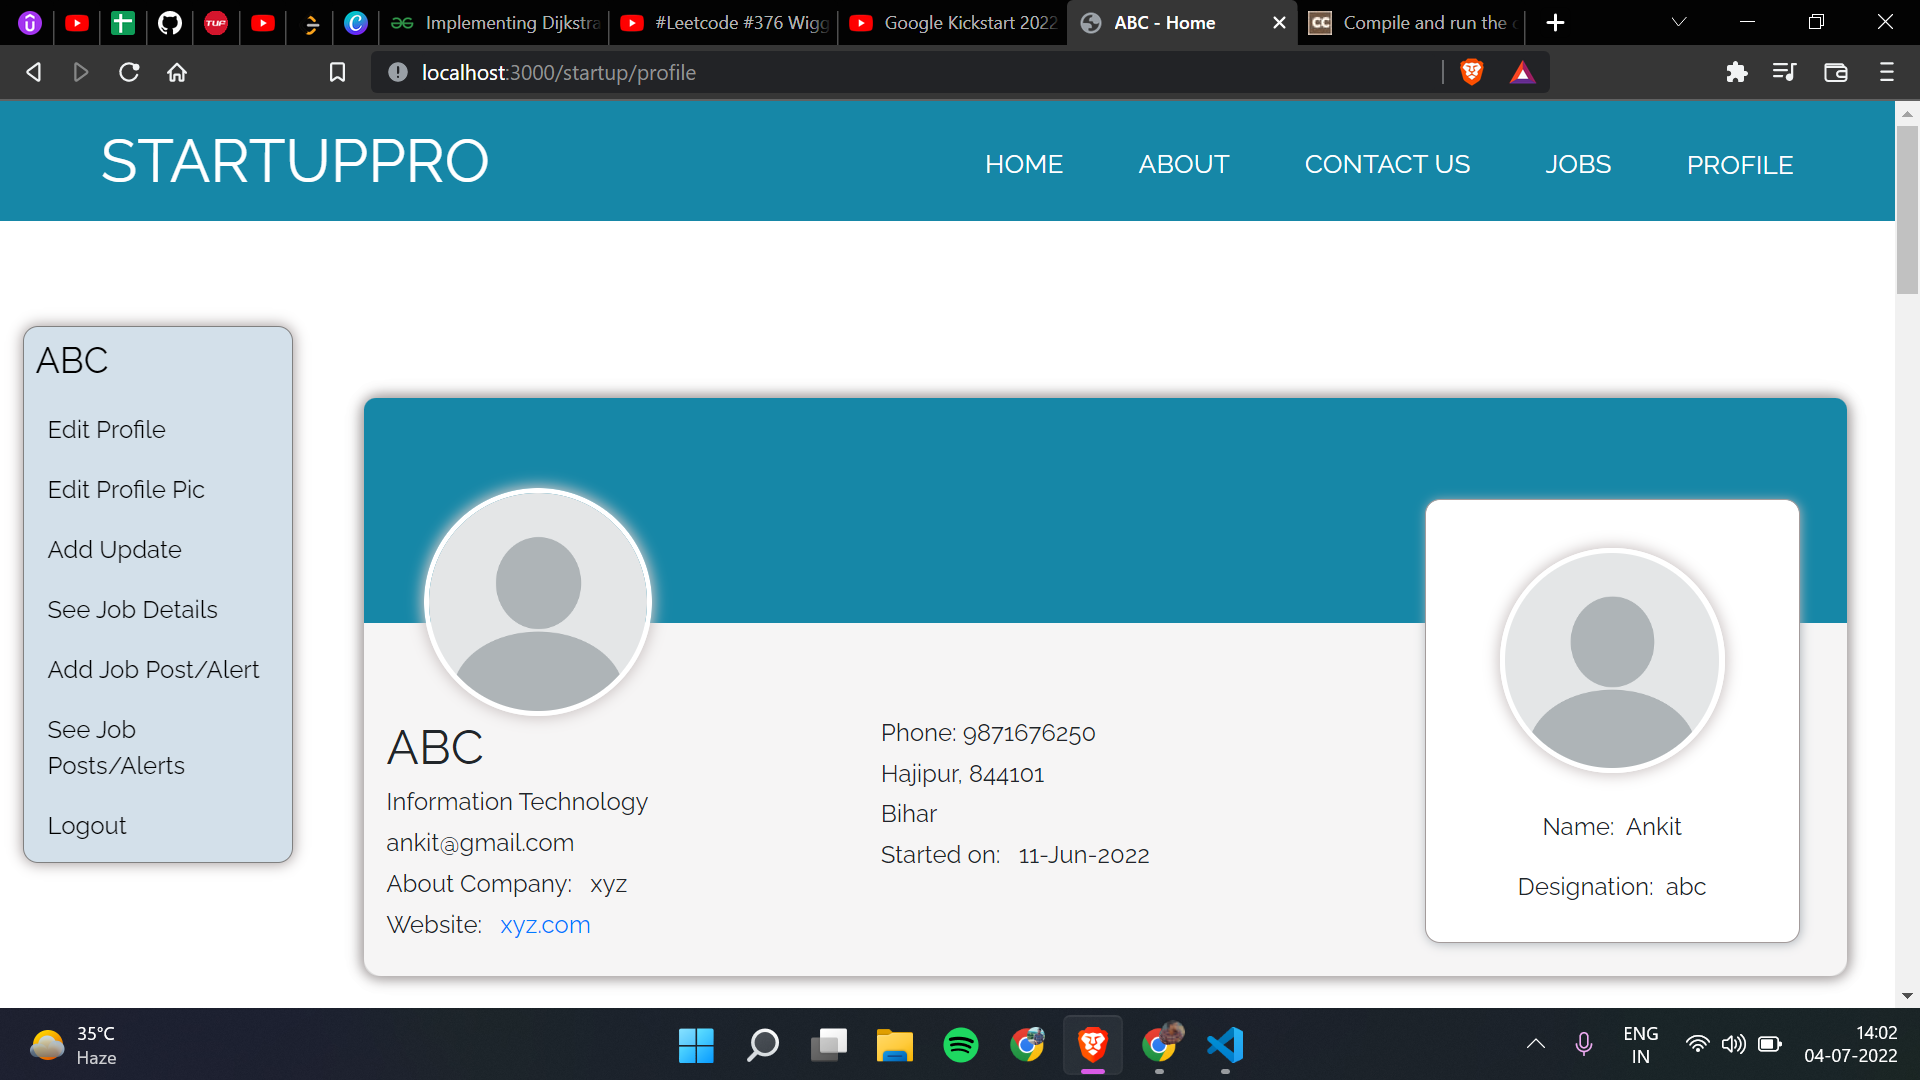 Implementing Dijkstra
#Leetcode #376 Wigg
Google Kickstart 2022
ABC - Home
Compile and run the
localhost:3000/startup/profile
STARTUPPRO
HOME
ABOUT
CONTACT US
JOBS
PROFILE
ABC
Edit Profile
Edit Profile Pic
Add Update
See Job Details
Add Job Post/Alert
See Job
Posts/Alerts
Logout
ABC
Information Technology
ankit@gmail.com
About Company: xyz
Website: xyz.com
Phone: 9871676250
Hajipur, 844101
Bihar
Started on: 11-Jun-2022
Name: Ankit
Designation: abc
35°C
Haze
ENG
IN
14:02
04-07-2022